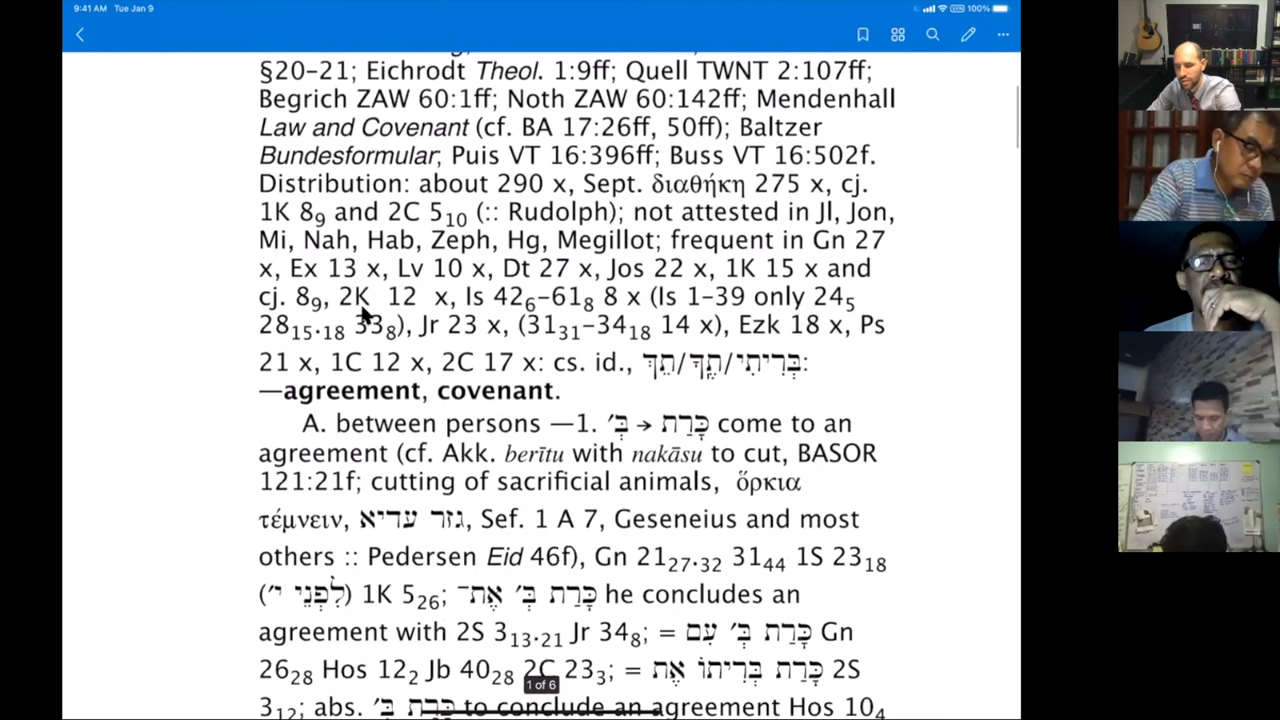 9:41 AM Tue Jan 9
100%
§20–21; Eichrodt Theol. 1:9ff; Quell TWNT 2:107ff;
Begrich ZAW 60:1ff; Noth ZAW 60:142ff; Mendenhall
Law and Covenant (cf. BA 17:26ff, 50ff); Baltzer
Bundesformular; Puis VT 16:396ff; Buss VT 16:502f.
Distribution: about 290 x, Sept. διαθήκη 275 x, cj.
1K 8₉ and 2C 5₁₀ (:: Rudolph); not attested in Jl, Jon,
Mi, Nah, Hab, Zeph, Hg, Megillot; frequent in Gn 27
x, Ex 13 x, Lv 10 x, Dt 27 x, Jos 22 x, 1K 15 x and
cj. 8₉, 2K 12 x, Is 42₆–61₈ 8 x (Is 1–39 only 24₅
28₁₅.₁₈ 33₈), Jr 23 x, (31₃₁–34₁₈ 14 x), Ezk 18 x, Ps
21 x, 1C 12 x, 2C 17 x: cs. id., בְּרִיתִי/תֶֽךָ/תֵךְ:
—agreement, covenant.
A. between persons —1. כָּרַת → בְּ׳ come to an
agreement (cf. Akk. berītu with nakāsu to cut, BASOR
121:21f; cutting of sacrificial animals, ὅρκια
τέμνειν, גזר עדיא, Sef. 1 A 7, Geseneius and most
others :: Pedersen Eid 46f), Gn 21₂₇.₃₂ 31₄₄ 1S 23₁₈
(לִפְנֵי י׳) 1K 5₂₆; כָּרַת בְּ׳ אֶת־ he concludes an
agreement with 2S 3₁₃.₂₁ Jr 34₈; = כָּרַת בְּ׳ עִם Gn
26₂₈ Hos 12₂ Jb 40₂₈ 2C 23₃; = כָּרַת בְּרִיתוֹ אֶת 2S
3₁₂; abs. כָּרַת בְּ׳ to conclude an agreement Hos 10₄
1 of 6